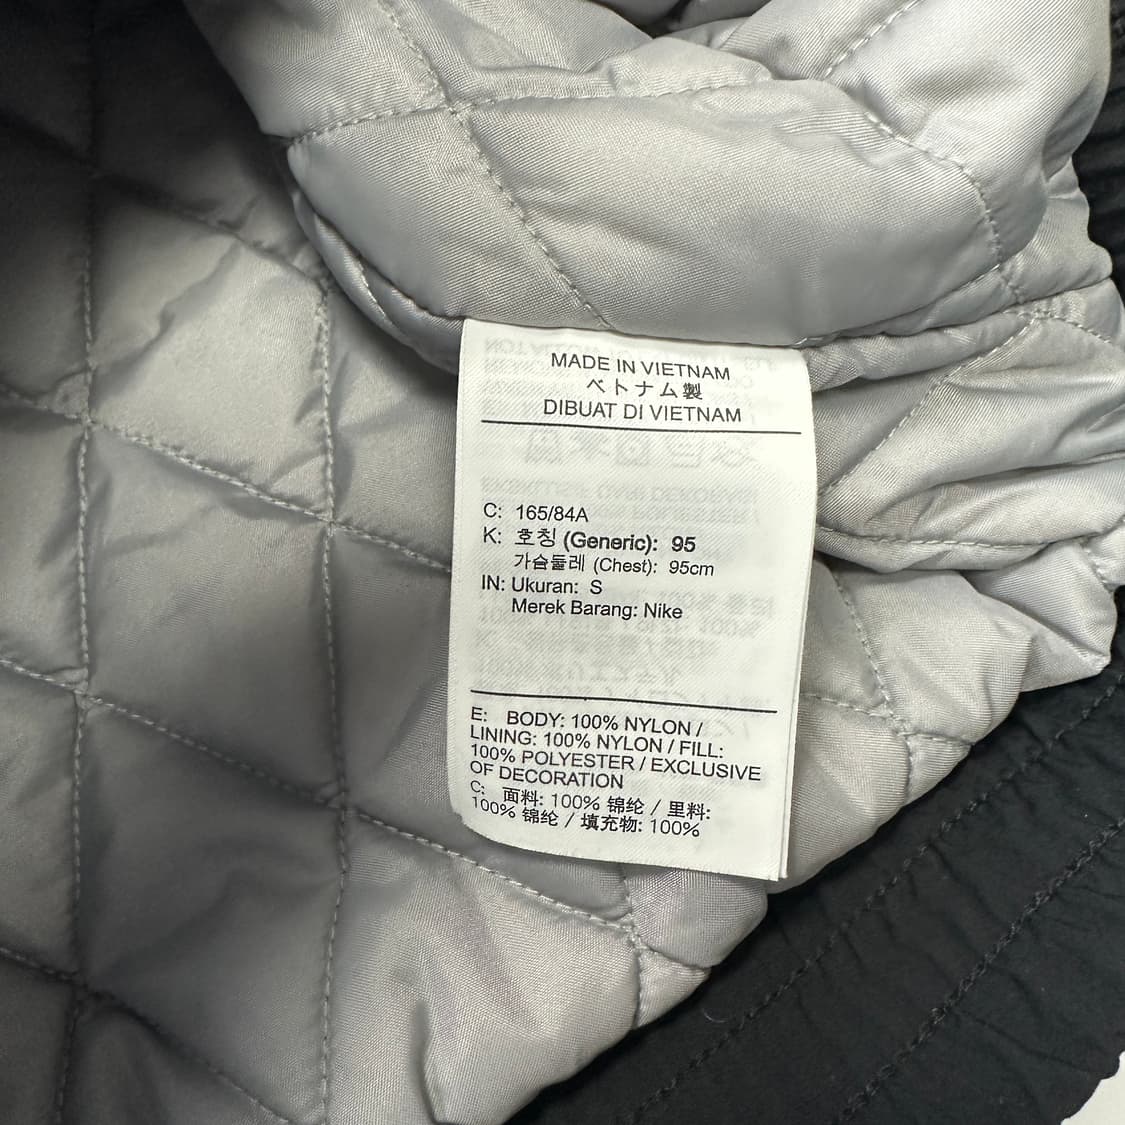 MADE IN VIETNAM
ベトナム製
DIBUAT DI VIETNAM
C: 165/84A
K: 호칭 (Generic): 95
가슴둘레 (Chest): 95cm
IN: Ukuran: S
Merek Barang: Nike
E: BODY: 100% NYLON /
LINING: 100% NYLON / FILL:
100% POLYESTER / EXCLUSIVE
OF DECORATION
C: 面料: 100% 锦纶 / 里料:
100% 锦纶 / 填充物: 100%